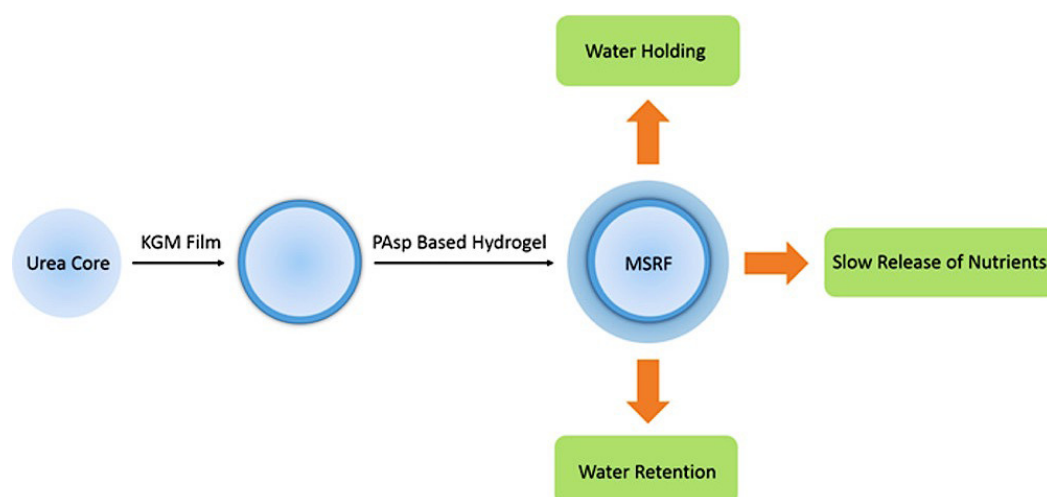 Water Holding
Urea Core
KGM Film
PAsp Based Hydrogel
MSRF
Slow Release of Nutrients
Water Retention